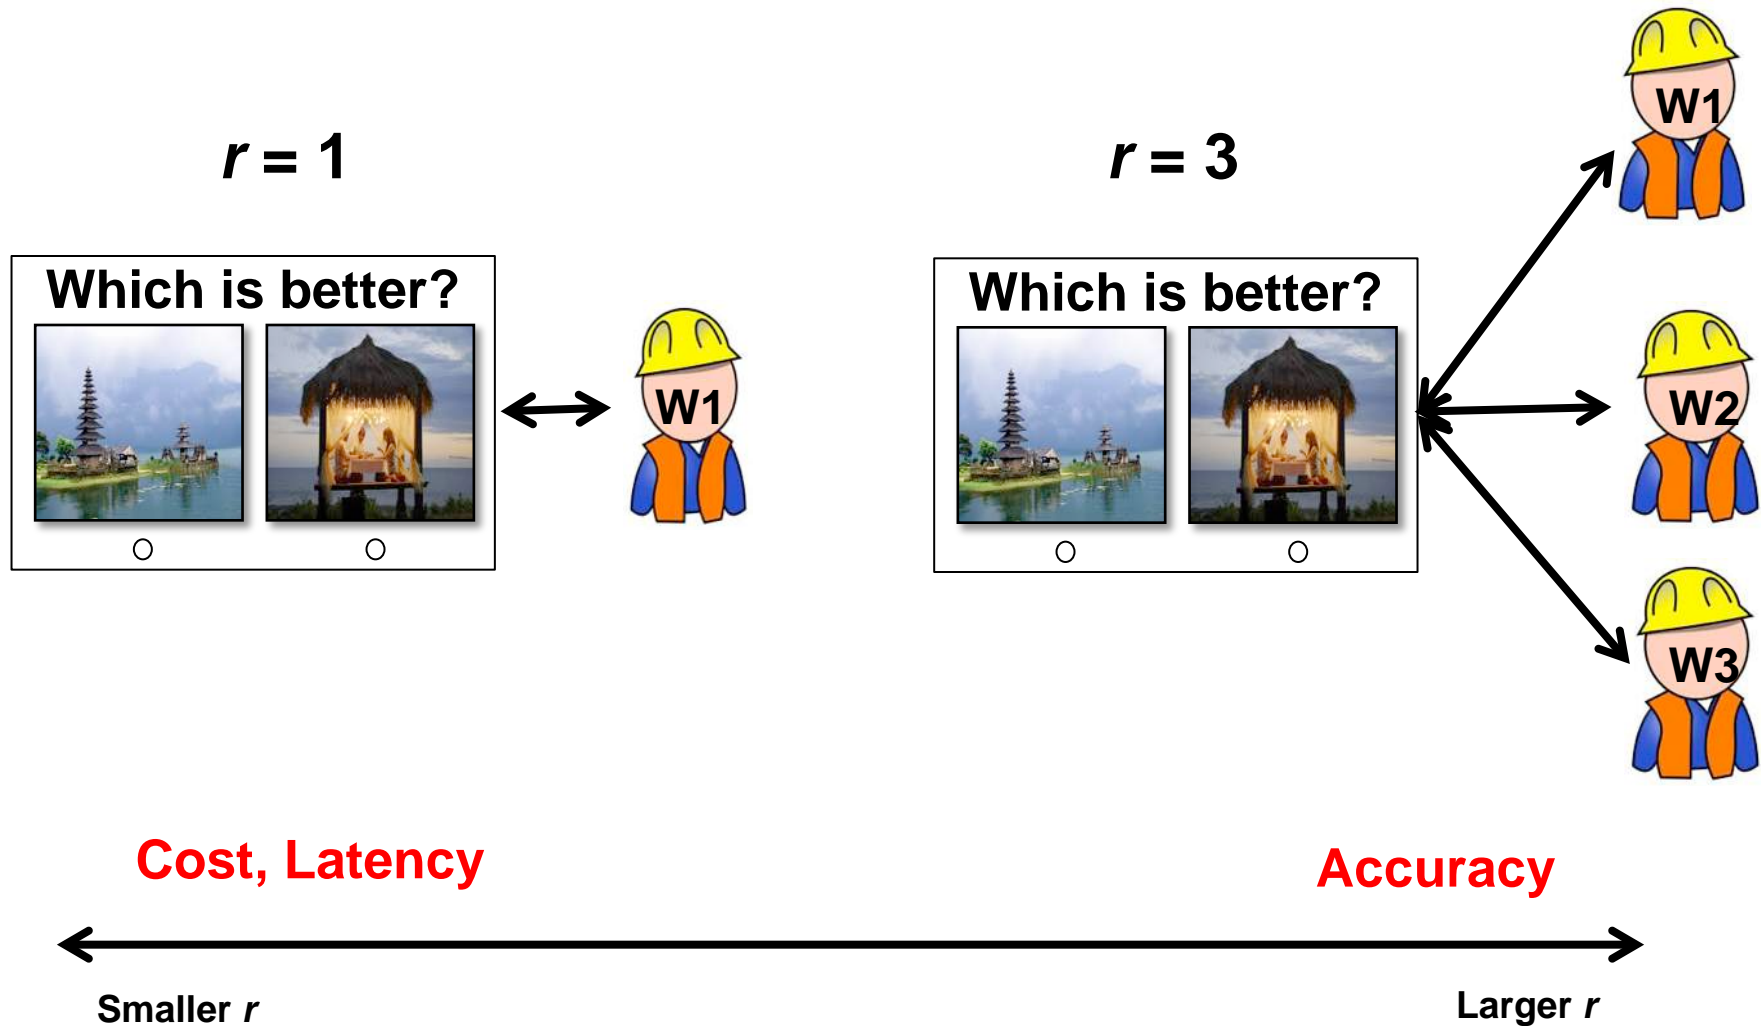 r = 1
Which is better?
W1
r = 3
Which is better?
W1
W2
W3
Cost, Latency
Accuracy
Smaller r
Larger r